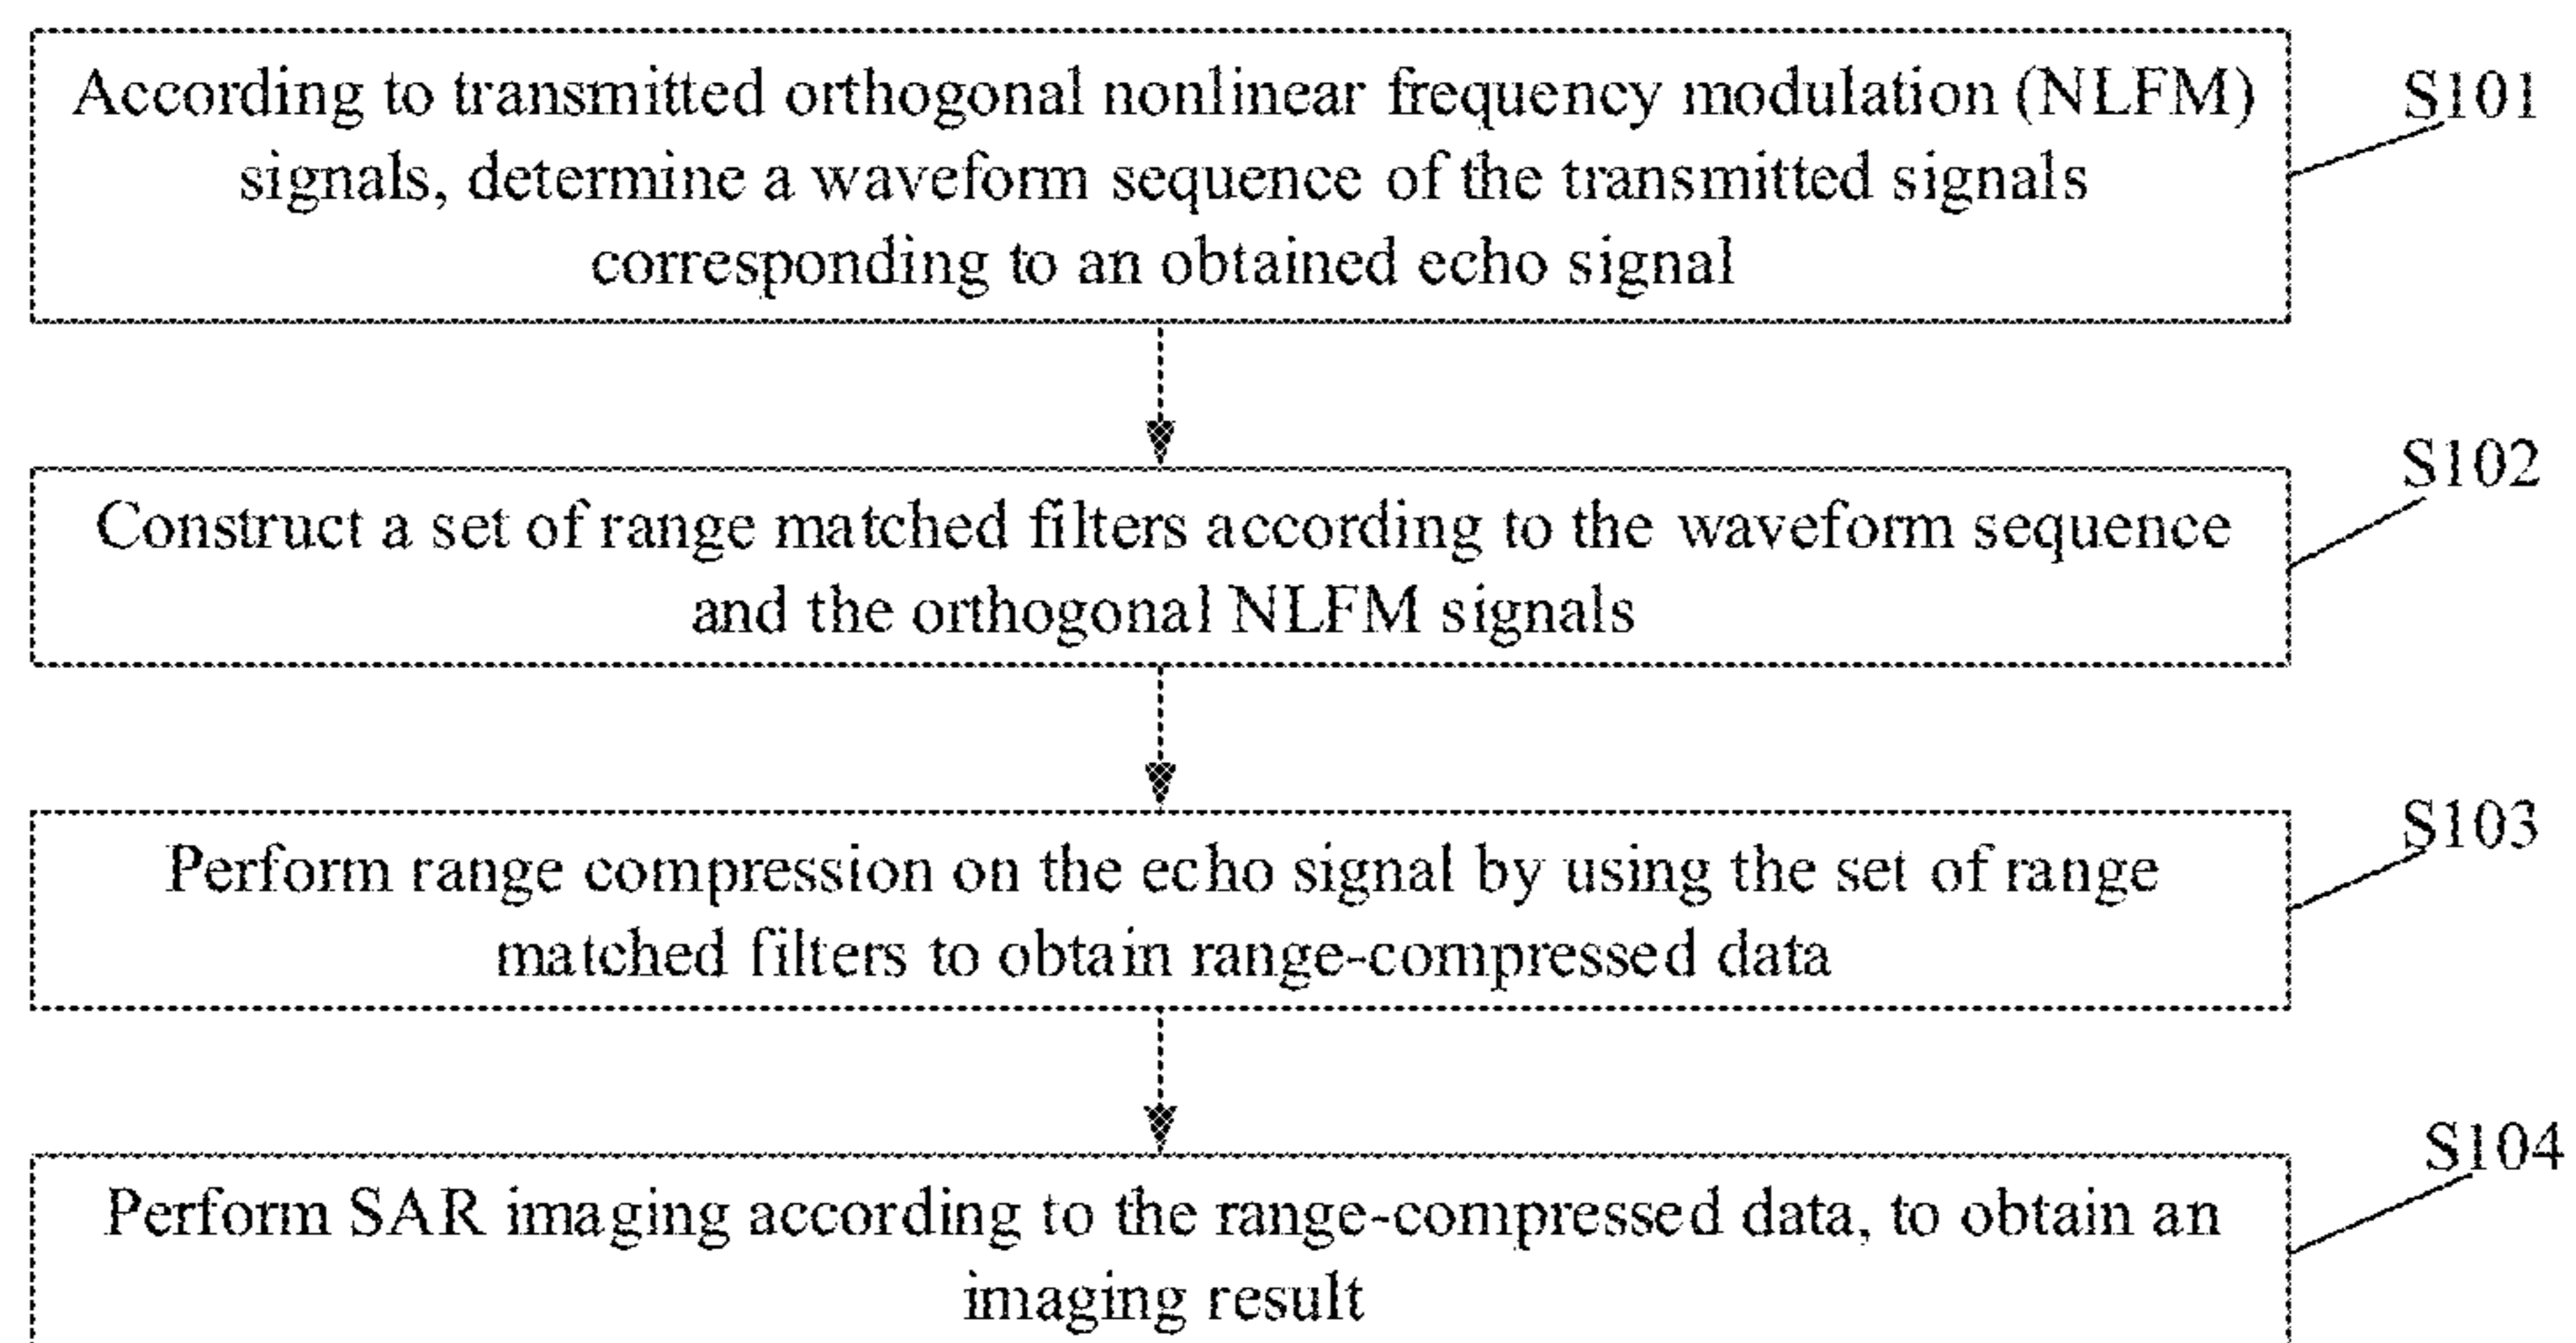 According to transmitted orthogonal nonlinear frequency modulation (NLFM)
signals, determine a waveform sequence of the transmitted signals
corresponding to an obtained echo signal
S101
Construct a set of range matched filters according to the waveform sequence
and the orthogonal NLFM signals
S102
Perform range compression on the echo signal by using the set of range
matched filters to obtain range-compressed data
S103
Perform SAR imaging according to the range-compressed data, to obtain an
imaging result
S104